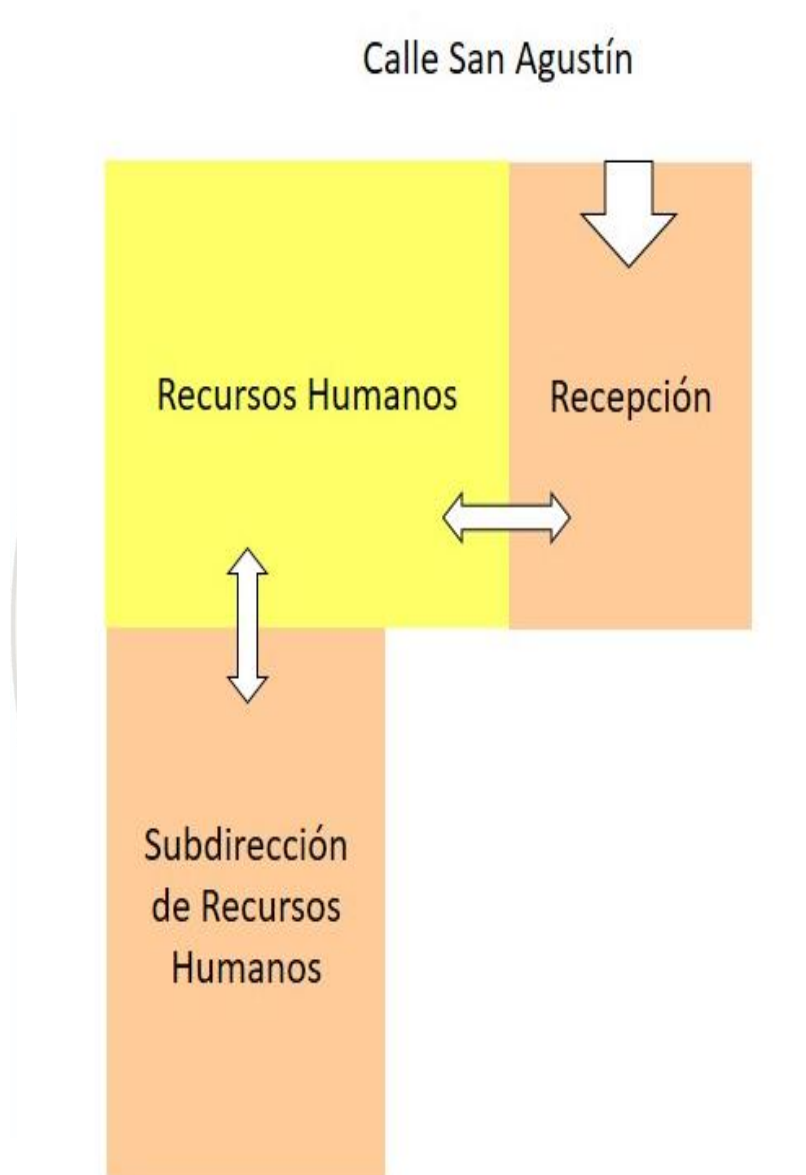 Calle San Agustín
Recursos Humanos
Recepción
Subdirección
de Recursos
Humanos